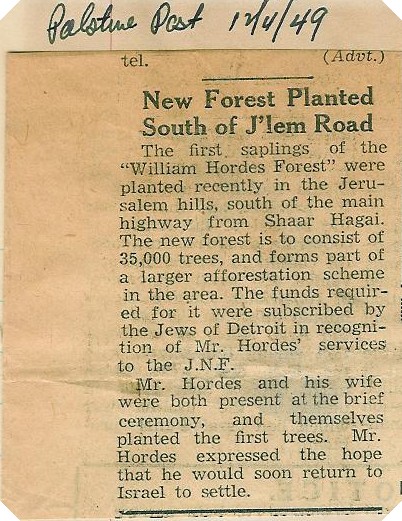 Palstine Post 12/4/49
tel. (Advt.)
New Forest Planted
South of J'lem Road
The first saplings of the
"William Hordes Forest" were
planted recently in the Jeru-
salem hills, south of the main
highway from Shaar Hagai.
The new forest is to consist of
35,000 trees, and forms part of
a larger afforestation scheme
in the area. The funds requir-
ed for it were subscribed by
the Jews of Detroit in recogni-
tion of Mr. Hordes' services
to the J.N.F.
Mr. Hordes and his wife
were both present at the brief
ceremony, and themselves
planted the first trees. Mr.
Hordes expressed the hope
that he would soon return to
Israel to settle.